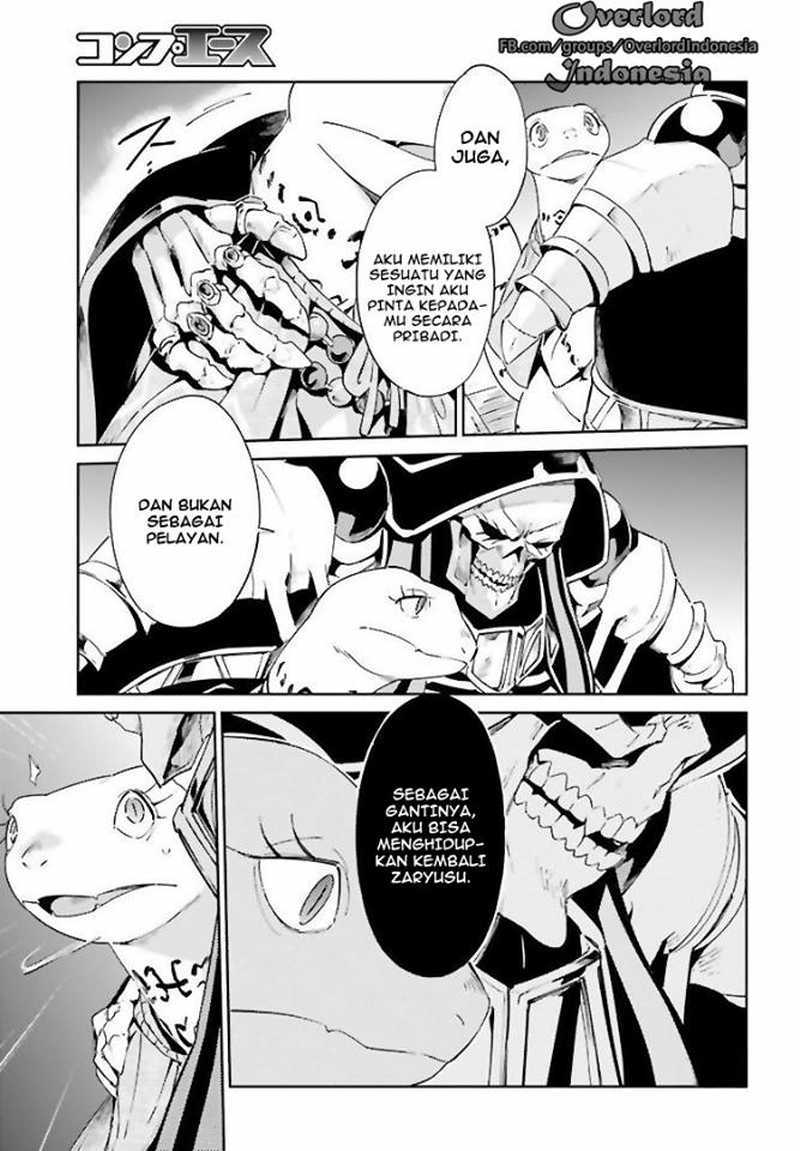 コンプエース
Overlord
FB.com/groups/OverlordIndonesia
Indonesia
DAN
JUGA,
AKU MEMILIKI
SESUATU YANG
INGIN AKU
PINTA KEPADA-
MU SECARA
PRIBADI.
DAN BUKAN
SEBAGAI
PELAYAN.
SEBAGAI
GANTINYA,
AKU BISA
MENGHIDUP-
KAN KEMBALI
ZARYUSU.